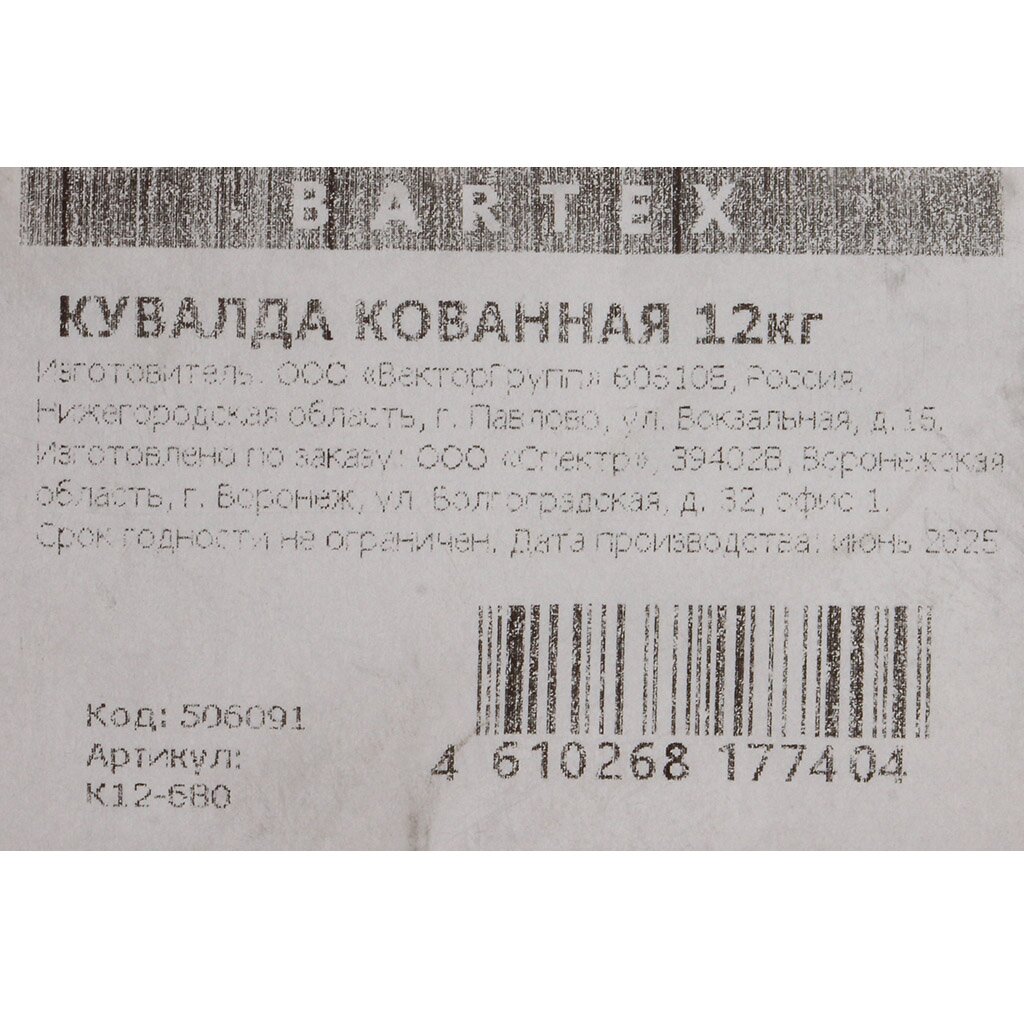 BARTEX
КУВАЛДА КОВАННАЯ 12кг
Изготовитель: ООО «ВекторГрупп» 606108, Россия,
Нижегородская область, г. Павлово, ул. Вокзальная, д.15.
Изготовлено по заказу: ООО «Спектр», 394028, Воронежская
область, г. Воронеж, ул. Волгоградская, д. 32, офис 1.
Срок годности не ограничен. Дата производства: июнь 2025
Код: 506091
Артикул:
К12-680
4 610268 177404